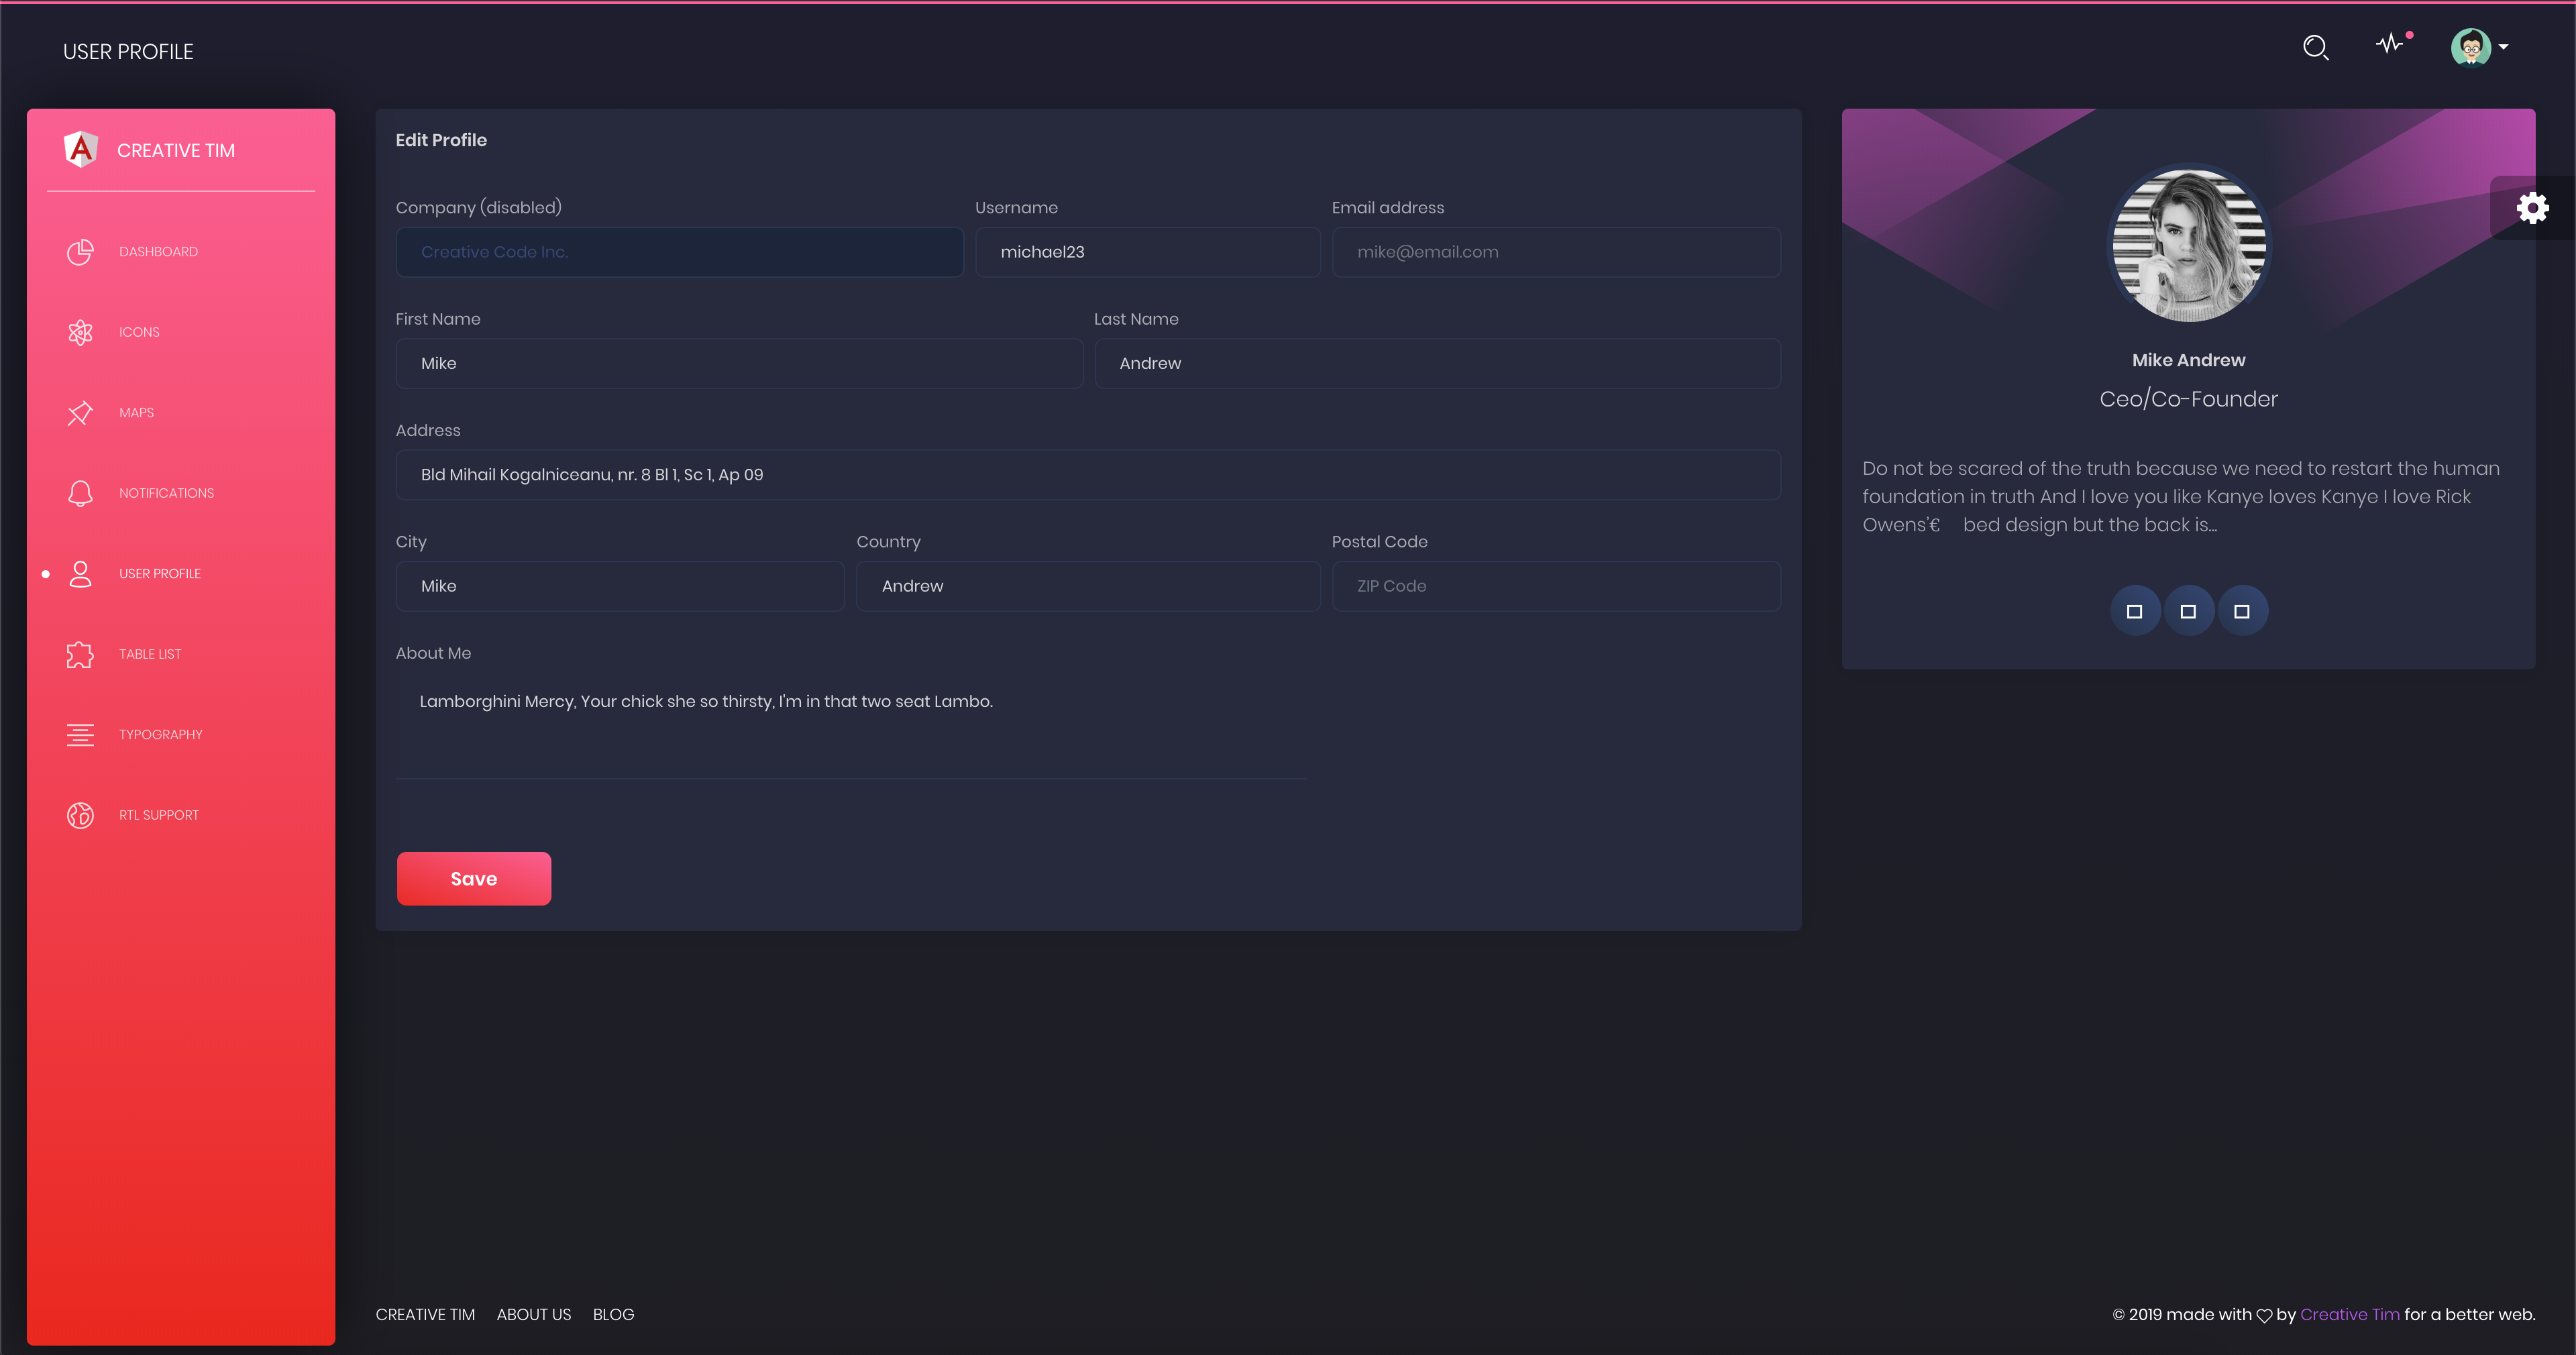 USER PROFILE
CREATIVE TIM
DASHBOARD
ICONS
MAPS
NOTIFICATIONS
USER PROFILE
TABLE LIST
TYPOGRAPHY
RTL SUPPORT
Edit Profile
Company (disabled)
Creative Code Inc.
Username
michael23
Email address
mike@email.com
First Name
Mike
Last Name
Andrew
Address
Bld Mihail Kogalniceanu, nr. 8 Bl 1, Sc 1, Ap 09
City
Mike
Country
Andrew
Postal Code
ZIP Code
About Me
Lamborghini Mercy, Your chick she so thirsty, I'm in that two seat Lambo.
Save
Mike Andrew
Ceo/Co-Founder
Do not be scared of the truth because we need to restart the human
foundation in truth And I love you like Kanye loves Kanye I love Rick
Owens’€ bed design but the back is...
CREATIVE TIM ABOUT US BLOG
© 2019 made with ♡ by Creative Tim for a better web.